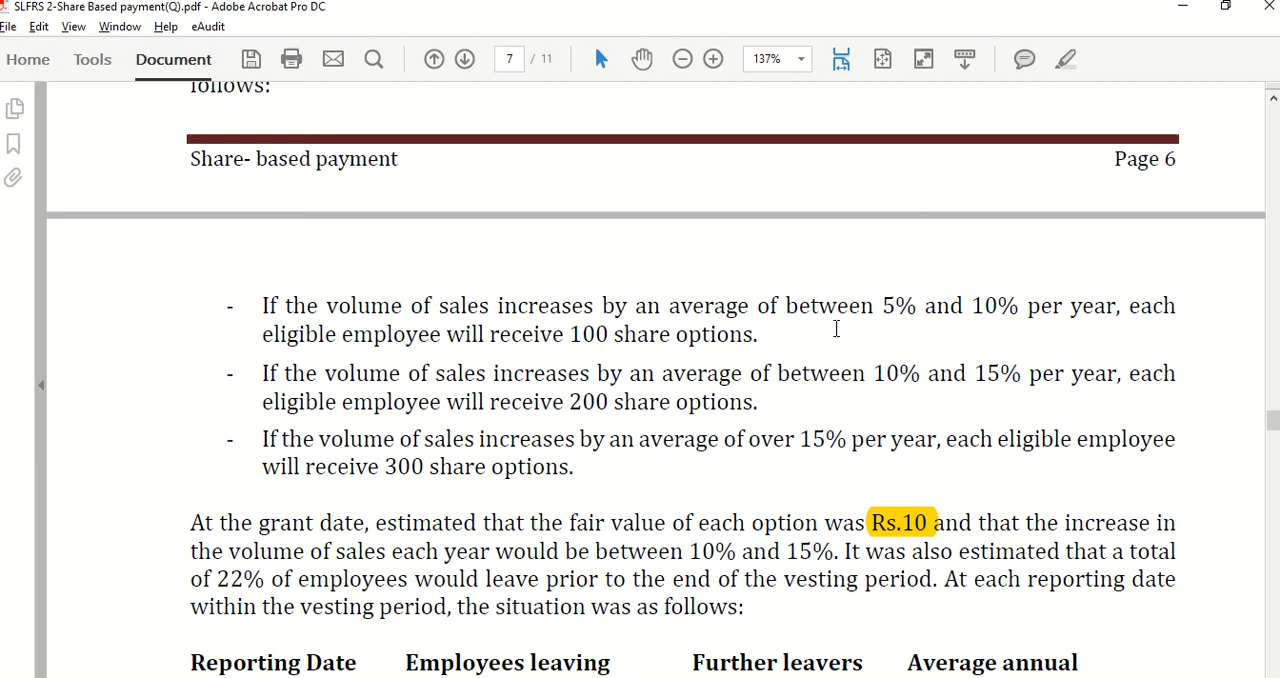 SLFRS 2-Share Based payment(Q).pdf - Adobe Acrobat Pro DC
File Edit View Window Help eAudit
Home Tools Document 7 / 11 137%
follows:
Share- based payment Page 6
- If the volume of sales increases by an average of between 5% and 10% per year, each
eligible employee will receive 100 share options.
- If the volume of sales increases by an average of between 10% and 15% per year, each
eligible employee will receive 200 share options.
- If the volume of sales increases by an average of over 15% per year, each eligible employee
will receive 300 share options.
At the grant date, estimated that the fair value of each option was Rs.10 and that the increase in
the volume of sales each year would be between 10% and 15%. It was also estimated that a total
of 22% of employees would leave prior to the end of the vesting period. At each reporting date
within the vesting period, the situation was as follows:
Reporting Date Employees leaving Further leavers Average annual